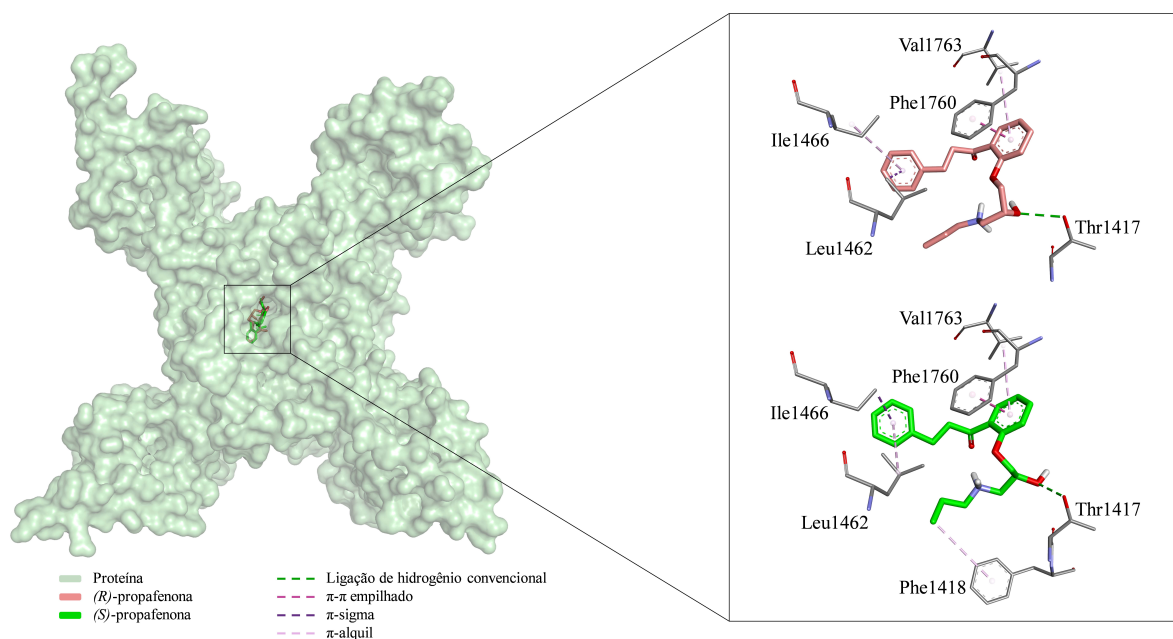 Val1763
Phe1760
Ile1466
Leu1462
Thr1417
Val1763
Phe1760
Ile1466
Leu1462
Thr1417
Phe1418
Proteína
(R)-propafenona
(S)-propafenona
Ligação de hidrogênio convencional
π-π empilhado
π-sigma
π-alquil